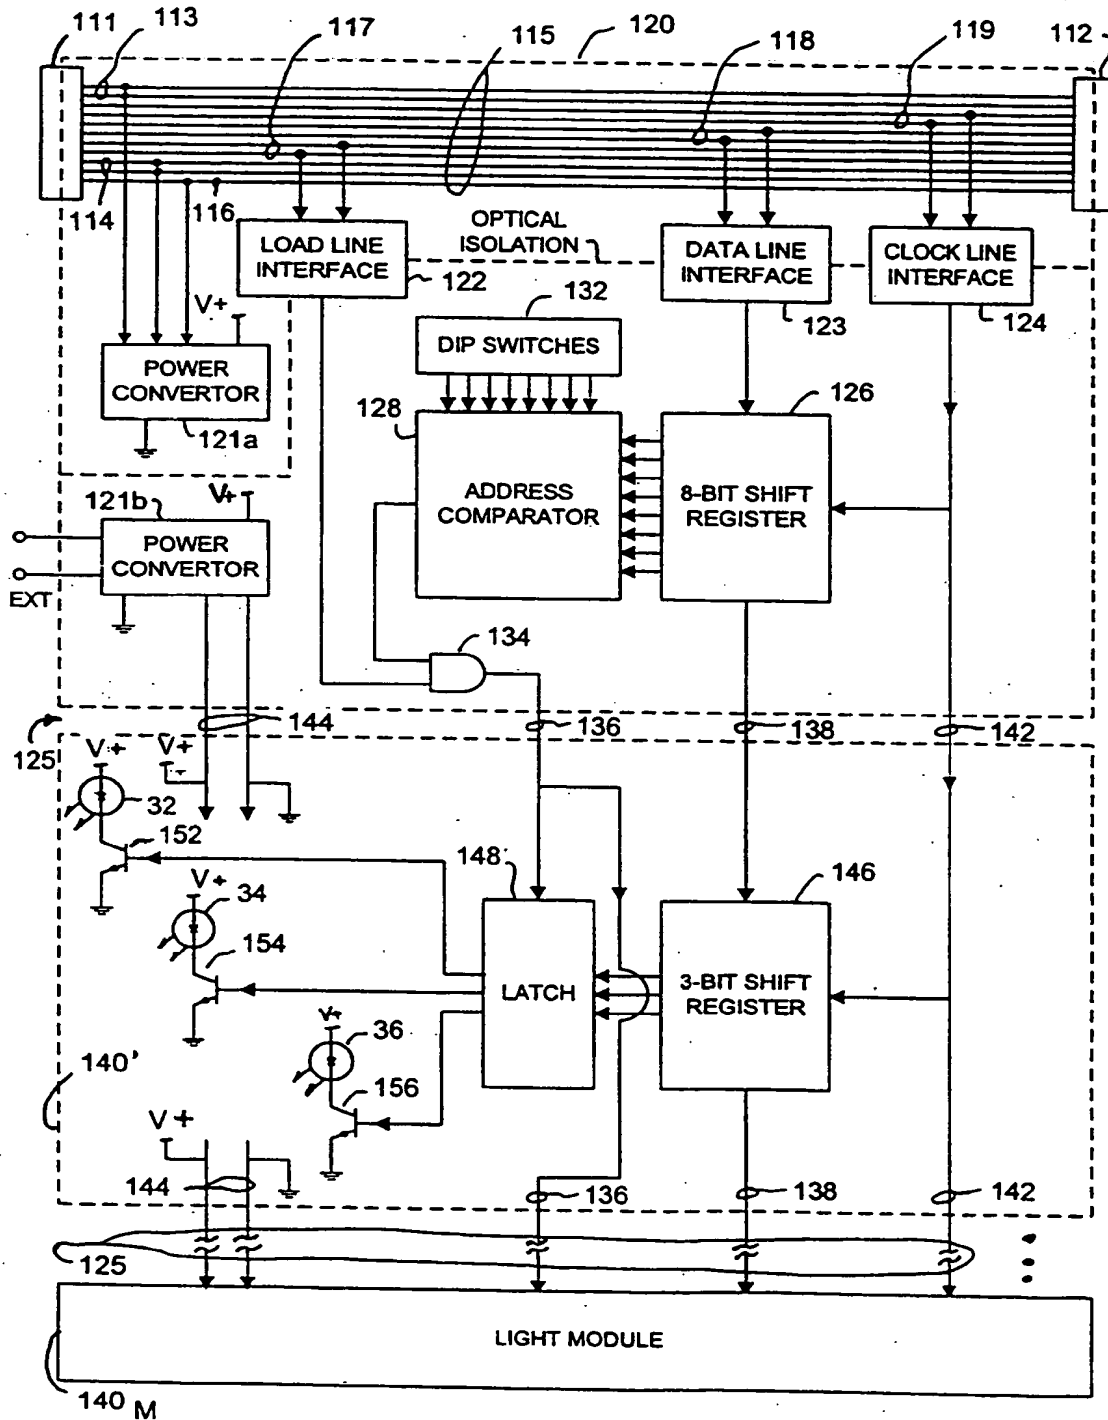 111
113
117
115
120
118
119
112
114
116
OPTICAL
ISOLATION
LOAD LINE
INTERFACE
122
DATA LINE
INTERFACE
123
CLOCK LINE
INTERFACE
124
V+
132
DIP SWITCHES
POWER
CONVERTOR
121a
128
ADDRESS
COMPARATOR
126
8-BIT SHIFT
REGISTER
121b
V+
POWER
CONVERTOR
EXT
134
144
136
138
142
125
V+
V+
32
152
148
146
V+
34
154
LATCH
3-BIT SHIFT
REGISTER
V+
36
156
140'
V+
144
136
138
142
125
LIGHT MODULE
140 M